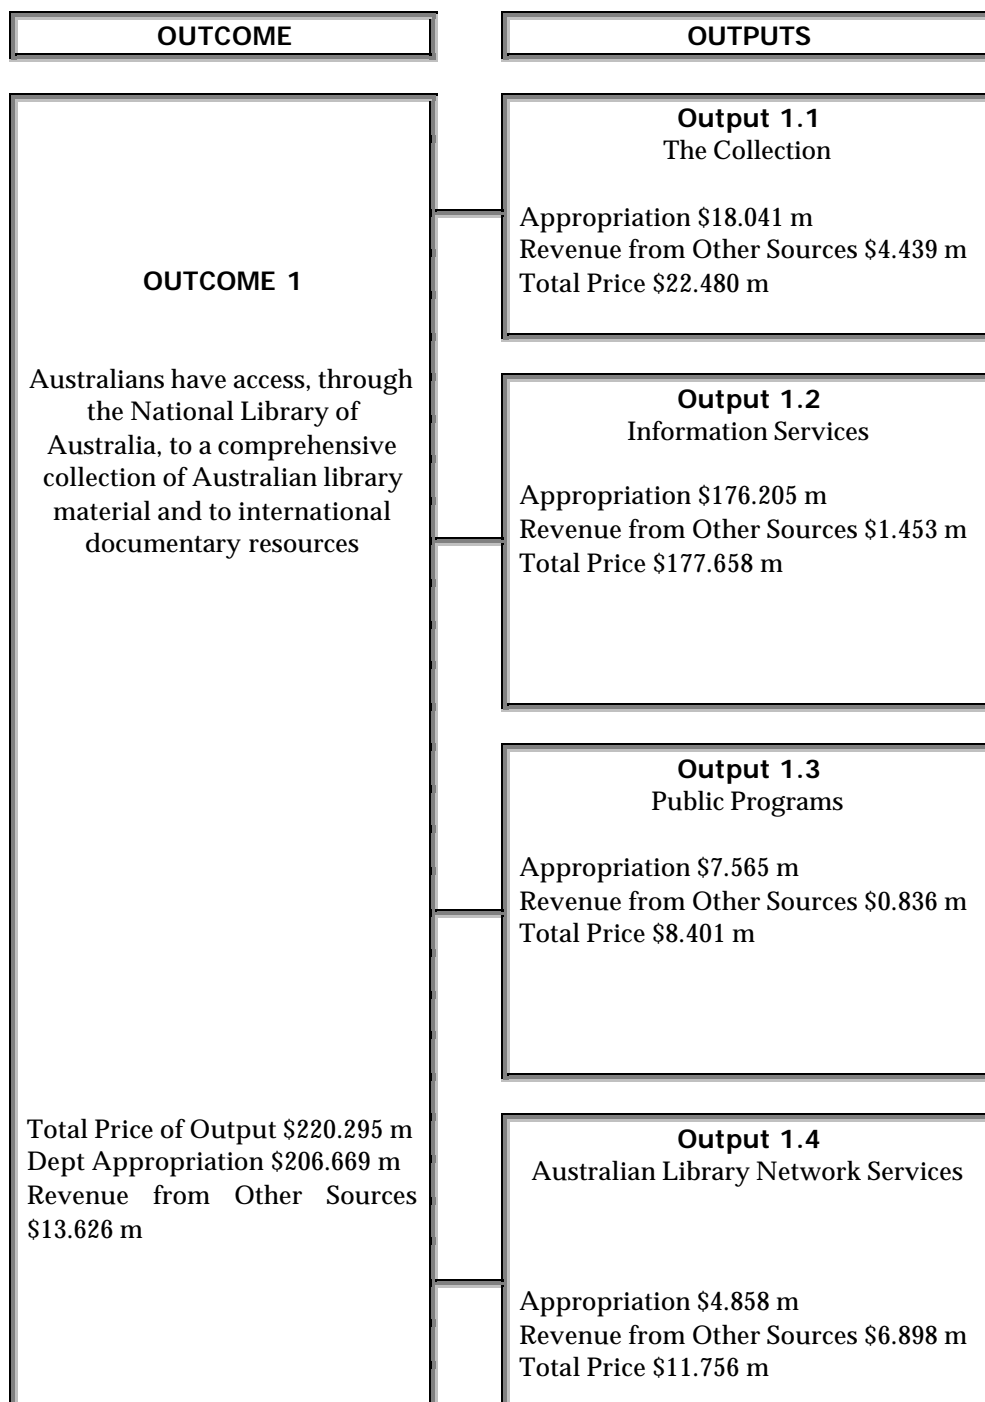 OUTCOME
OUTPUTS
OUTCOME 1
Australians have access, through
the National Library of
Australia, to a comprehensive
collection of Australian library
material and to international
documentary resources
Total Price of Output $220.295 m
Dept Appropriation $206.669 m
Revenue from Other Sources
$13.626 m
Output 1.1
The Collection
Appropriation $18.041 m
Revenue from Other Sources $4.439 m
Total Price $22.480 m
Output 1.2
Information Services
Appropriation $176.205 m
Revenue from Other Sources $1.453 m
Total Price $177.658 m
Output 1.3
Public Programs
Appropriation $7.565 m
Revenue from Other Sources $0.836 m
Total Price $8.401 m
Output 1.4
Australian Library Network Services
Appropriation $4.858 m
Revenue from Other Sources $6.898 m
Total Price $11.756 m